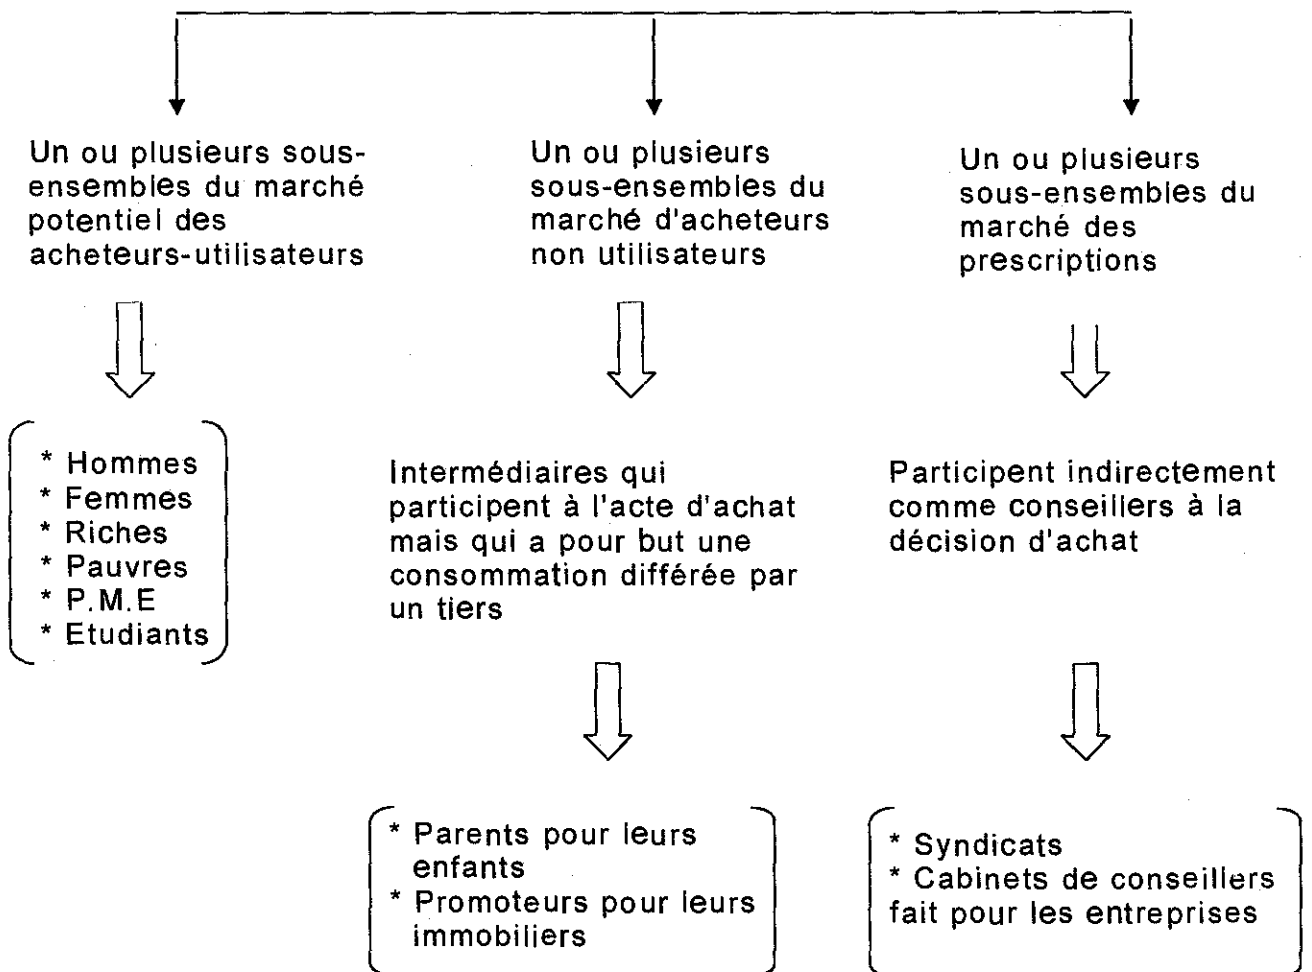 Un ou plusieurs sous-
ensembles du marché
potentiel des
acheteurs-utilisateurs
Un ou plusieurs
sous-ensembles du
marché d'acheteurs
non utilisateurs
Un ou plusieurs
sous-ensembles du
marché des
prescriptions
* Hommes
* Femmes
* Riches
* Pauvres
* P.M.E
* Etudiants
Intermédiaires qui
participent à l'acte d'achat
mais qui a pour but une
consommation différée par
un tiers
Participent indirectement
comme conseillers à la
décision d'achat
* Parents pour leurs
enfants
* Promoteurs pour leurs
immobiliers
* Syndicats
* Cabinets de conseillers
fait pour les entreprises